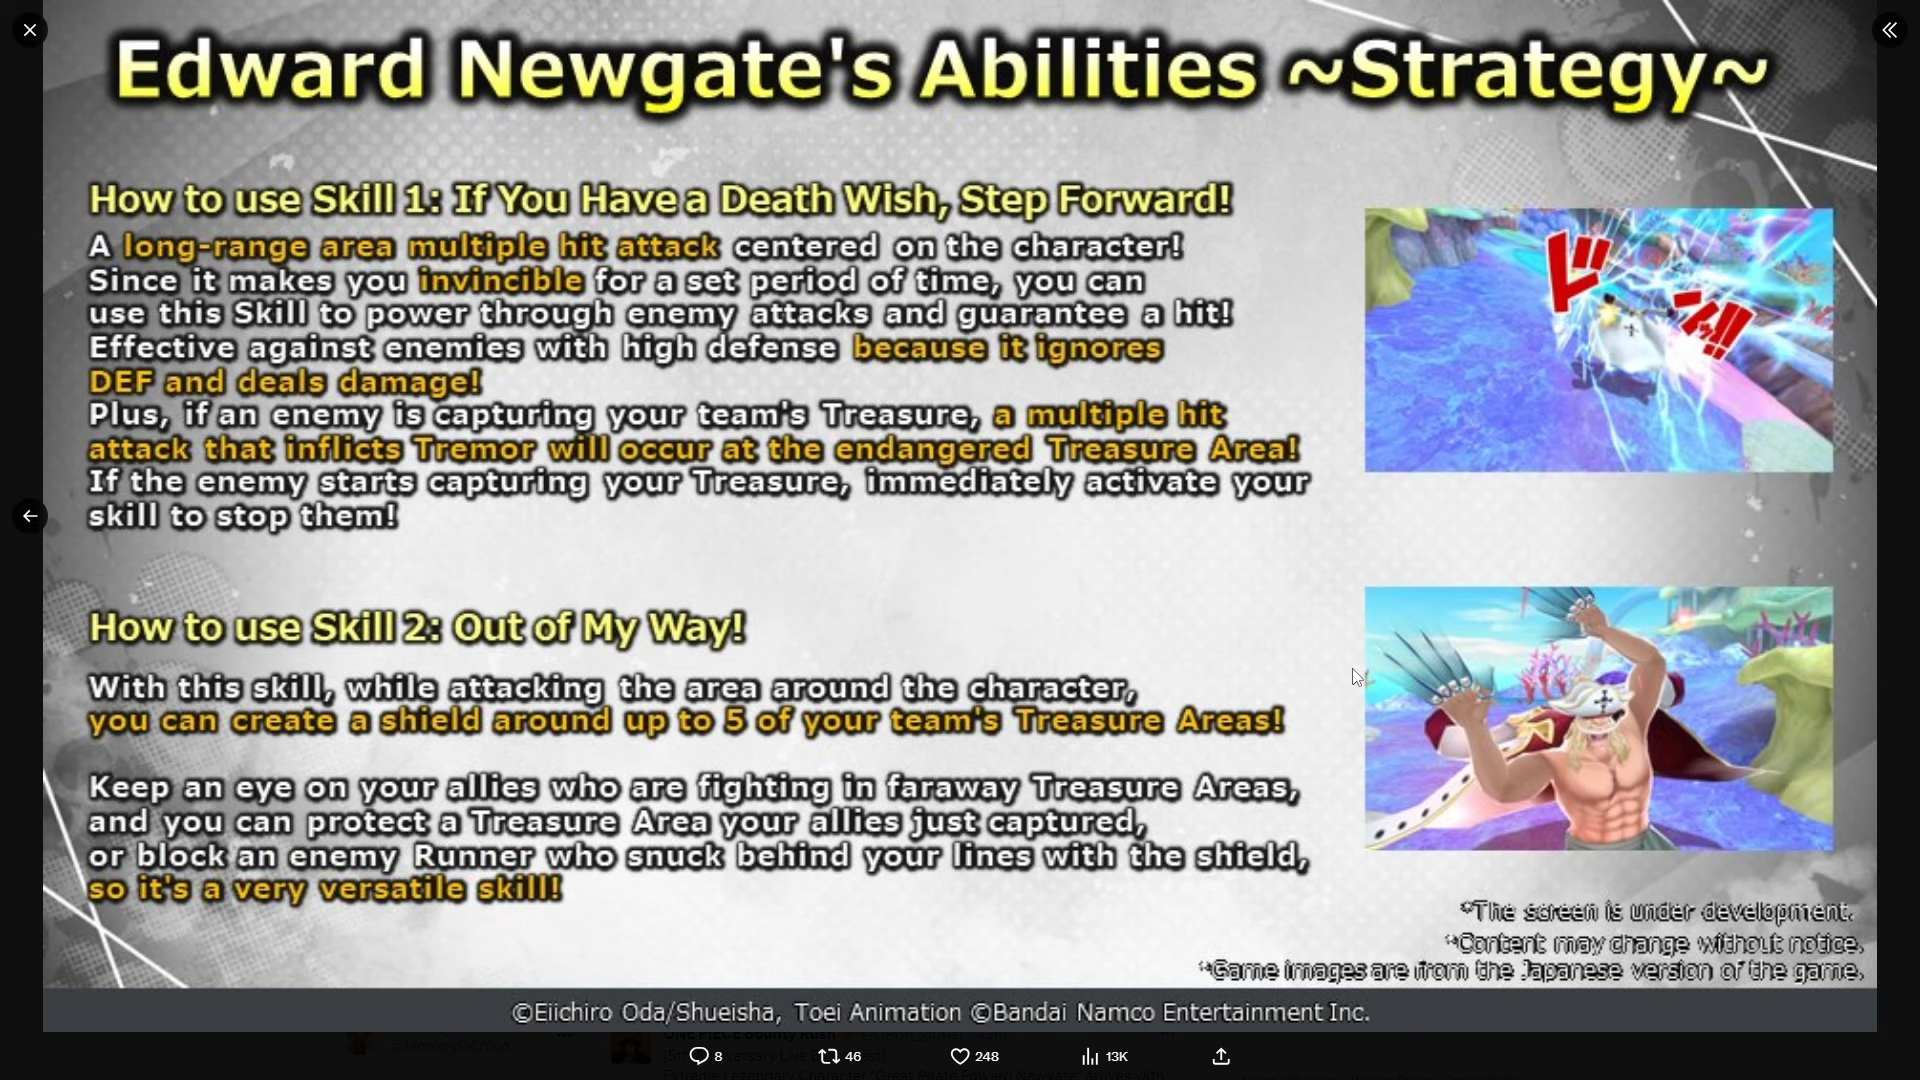 Edward Newgate's Abilities ~Strategy~
How to use Skill 1: If You Have a Death Wish, Step Forward!
A long-range area multiple hit attack centered on the character!
Since it makes you invincible for a set period of time, you can
use this Skill to power through enemy attacks and guarantee a hit!
Effective against enemies with high defense because it ignores
DEF and deals damage!
Plus, if an enemy is capturing your team's Treasure, a multiple hit
attack that inflicts Tremor will occur at the endangered Treasure Area!
If the enemy starts capturing your Treasure, immediately activate your
skill to stop them!
ドン!!
How to use Skill 2: Out of My Way!
With this skill, while attacking the area around the character,
you can create a shield around up to 5 of your team's Treasure Areas!
Keep an eye on your allies who are fighting in faraway Treasure Areas,
and you can protect a Treasure Area your allies just captured,
or block an enemy Runner who snuck behind your lines with the shield,
so it's a very versatile skill!
*The screen is under development.
*Content may change without notice.
*Game images are from the Japanese version of the game.
©Eiichiro Oda/Shueisha, Toei Animation ©Bandai Namco Entertainment Inc.
8 46 248 13K